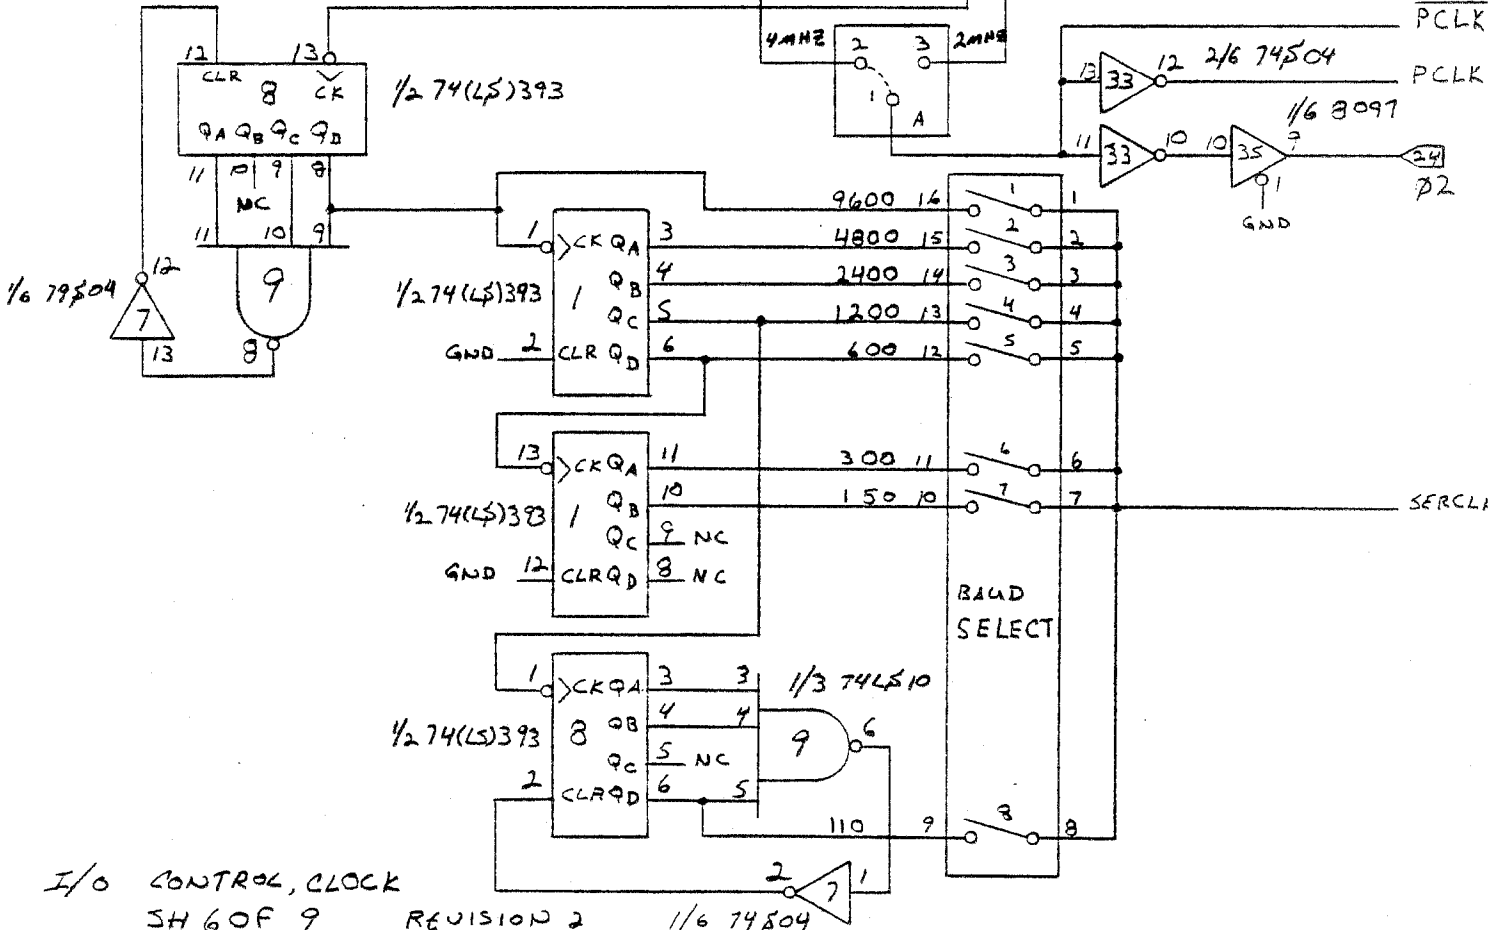 PCLK
4MHZ 2 3 2MHZ
1
A
12 13
CLR CK
8
QA QB QC QD
1/2 74(LS)393
11 10 9 8
NC
11 10 9
9
8
12
7
13
13 33 12 2/6 74S04 PCLK
1/6 8097
11 33 10 10 35 9 24
1
GND
Ø2
9600 16 1 1
1 CK QA 3 4800 15 2 2
1/2 74(LS)393 1 QB 4 2400 14 3 3
QC 5 1200 13 4 4
GND 2 CLR QD 6 600 12 5 5
13 CK QA 11 300 11 6 6
1/2 74(LS)393 1 QB 10 150 10 7 7
QC 9 NC
GND 12 CLR QD 8 NC
BAUD
SELECT
1 CK QA 3 3 1/3 74LS10
1/2 74(LS)393 8 QB 4 4 9 6
QC 5 NC
2 CLR QD 6 5
110 9 8 8
2 7 1
1/6 74S04
I/O CONTROL, CLOCK
SH 6 OF 9 REVISION 2